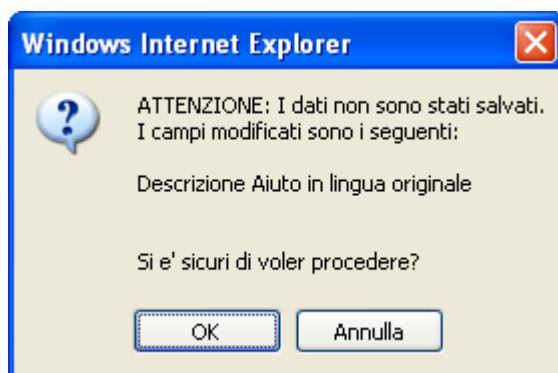 Windows Internet Explorer
ATTENZIONE: I dati non sono stati salvati.
I campi modificati sono i seguenti:
Descrizione Aiuto in lingua originale
Si e' sicuri di voler procedere?
OK
Annulla